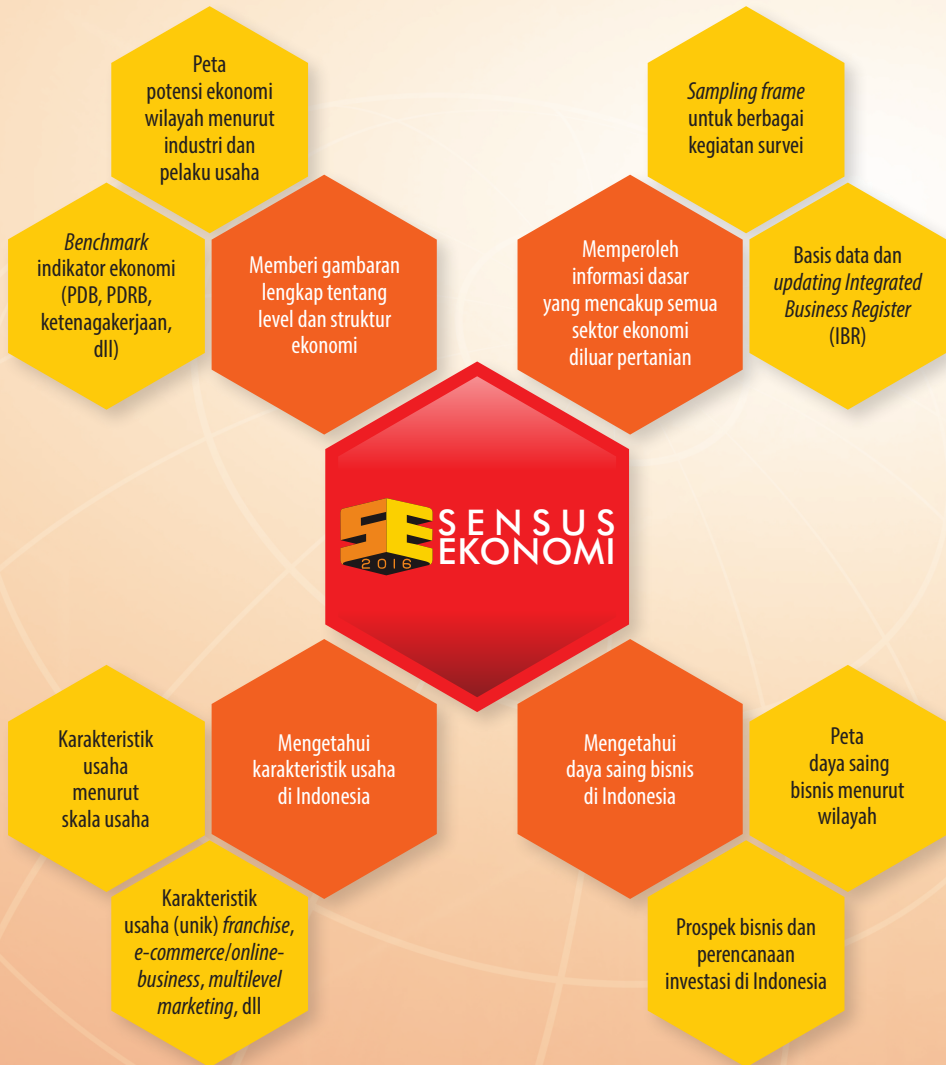 Peta
potensi ekonomi
wilayah menurut
industri dan
pelaku usaha
Benchmark
indikator ekonomi
(PDB, PDRB,
ketenagakerjaan,
dll)
Memberi gambaran
lengkap tentang
level dan struktur
ekonomi
Sampling frame
untuk berbagai
kegiatan survei
Memperoleh
informasi dasar
yang mencakup semua
sektor ekonomi
diluar pertanian
Basis data dan
updating Integrated
Business Register
(IBR)
SE
2016
SENSUS
EKONOMI
Karakteristik
usaha
menurut
skala usaha
Mengetahui
karakteristik usaha
di Indonesia
Karakteristik
usaha (unik) franchise,
e-commerce/online-
business, multilevel
marketing, dll
Mengetahui
daya saing bisnis
di Indonesia
Peta
daya saing
bisnis menurut
wilayah
Prospek bisnis dan
perencanaan
investasi di Indonesia